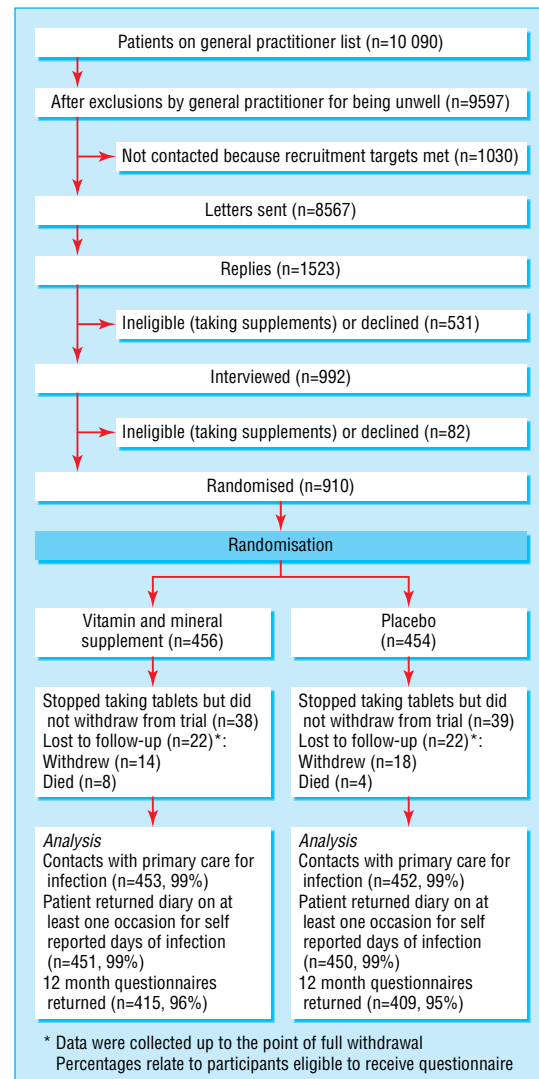 Patients on general practitioner list (n=10 090)
After exclusions by general practitioner for being unwell (n=9597)
Not contacted because recruitment targets met (n=1030)
Letters sent (n=8567)
Replies (n=1523)
Ineligible (taking supplements) or declined (n=531)
Interviewed (n=992)
Ineligible (taking supplements) or declined (n=82)
Randomised (n=910)
Randomisation
Vitamin and mineral
supplement (n=456)
Stopped taking tablets but did
not withdraw from trial (n=38)
Lost to follow-up (n=22)*:
Withdrew (n=14)
Died (n=8)
Analysis
Contacts with primary care for
infection (n=453, 99%)
Patient returned diary on at
least one occasion for self
reported days of infection
(n=451, 99%)
12 month questionnaires
returned (n=415, 96%)
Placebo
(n=454)
Stopped taking tablets but did
not withdraw from trial (n=39)
Lost to follow-up (n=22)*:
Withdrew (n=18)
Died (n=4)
Analysis
Contacts with primary care for
infection (n=452, 99%)
Patient returned diary on at
least one occasion for self
reported days of infection
(n=450, 99%)
12 month questionnaires
returned (n=409, 95%)
* Data were collected up to the point of full withdrawal
Percentages relate to participants eligible to receive questionnaire